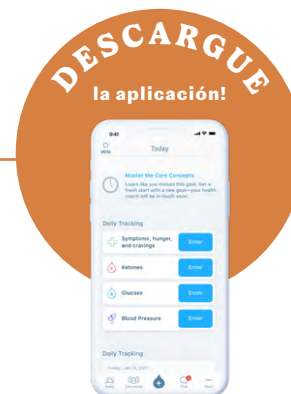 DESCARGUE
la aplicación!
9:41
Today
Master the Core Concepts
Looks like you missed this goal. Get a
fresh start with a new goal—your health
coach will be in touch soon.
Daily Tracking
Symptoms, hunger,
and cravings
Enter
Ketones
Enter
Glucose
Enter
Blood Pressure
Enter
Daily Tracking
Today
Chat